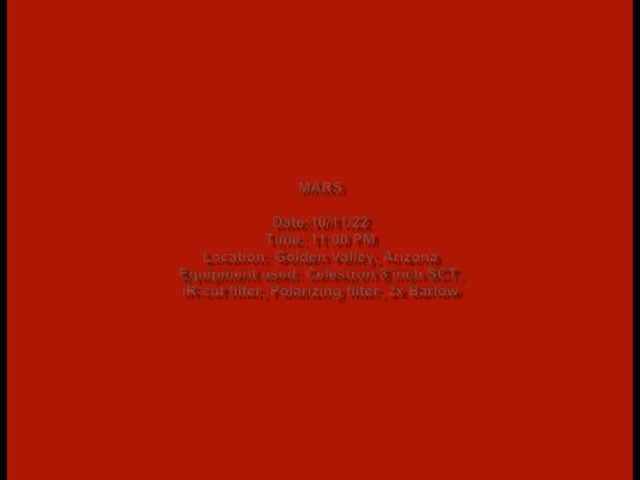 MARS
Date:10/11/22
Time: 11:00 PM
Location: Golden Valley, Arizona
Equipment used: Celestron 8 inch SCT,
IR-cut filter, Polarizing filter, 2x Barlow